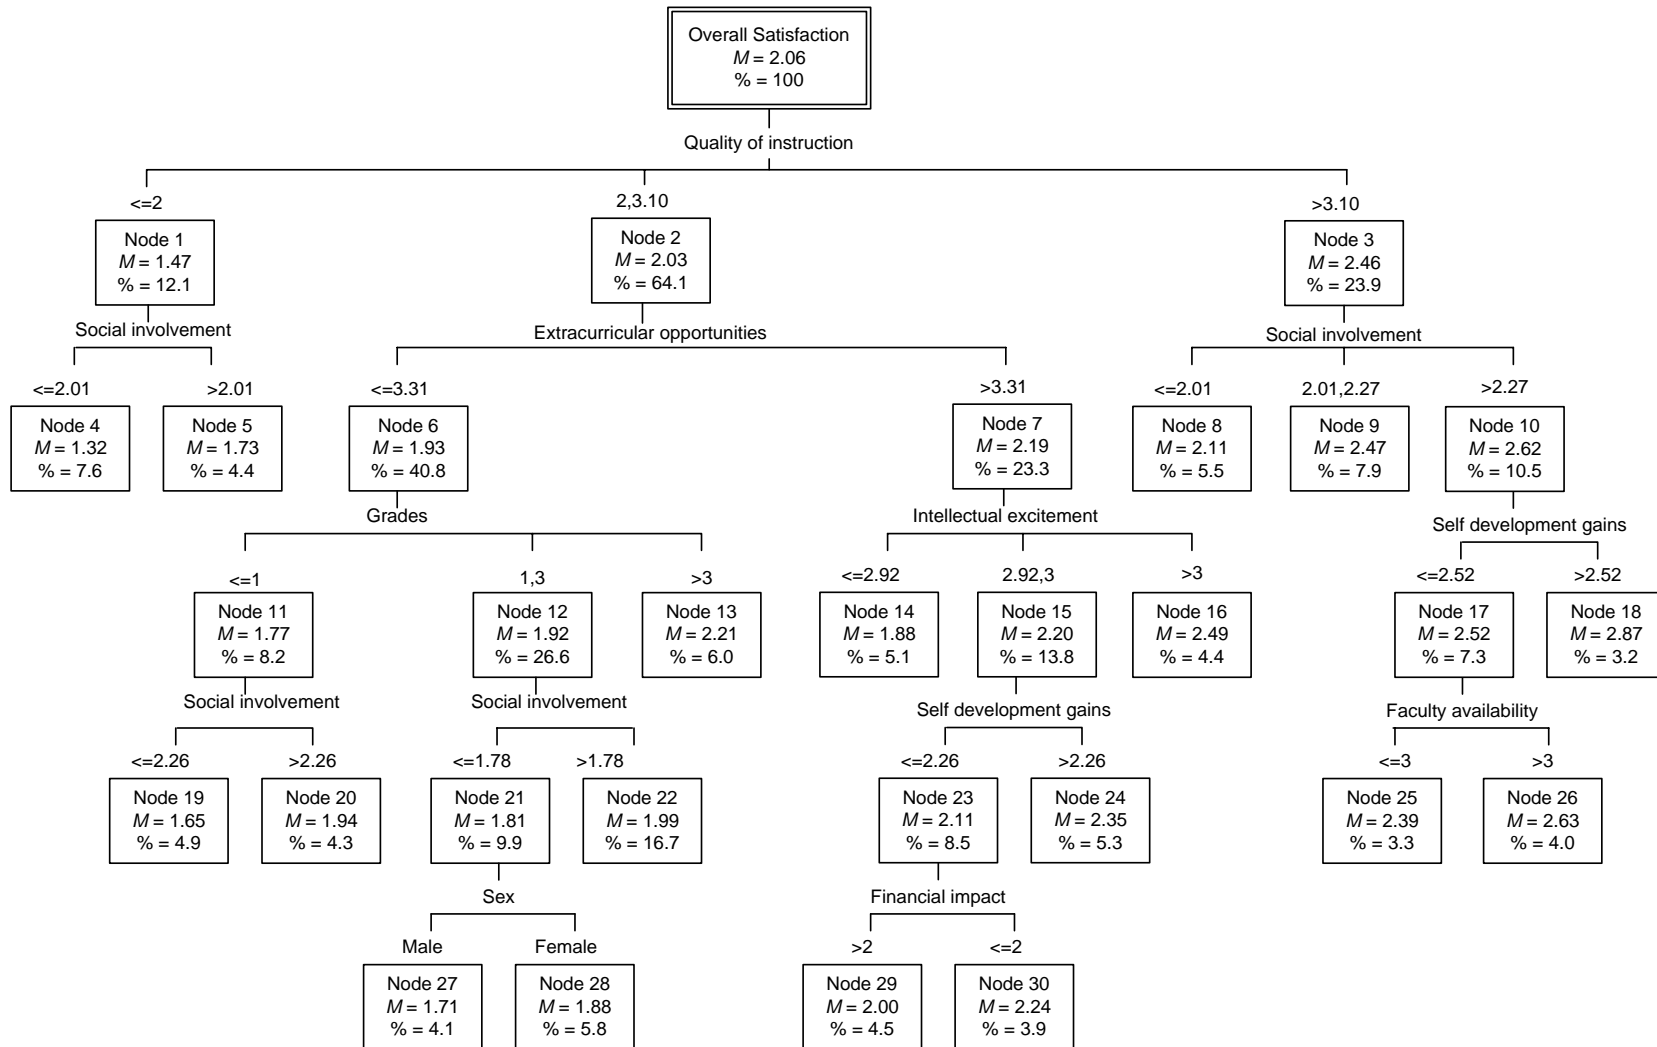 Overall Satisfaction
M = 2.06
% = 100
Quality of instruction
<=2
2,3.10
>3.10
Node 1
M = 1.47
% = 12.1
Node 2
M = 2.03
% = 64.1
Node 3
M = 2.46
% = 23.9
Social involvement
Extracurricular opportunities
Social involvement
<=2.01
>2.01
<=3.31
>3.31
<=2.01
2.01,2.27
>2.27
Node 4
M = 1.32
% = 7.6
Node 5
M = 1.73
% = 4.4
Node 6
M = 1.93
% = 40.8
Node 7
M = 2.19
% = 23.3
Node 8
M = 2.11
% = 5.5
Node 9
M = 2.47
% = 7.9
Node 10
M = 2.62
% = 10.5
Grades
Intellectual excitement
Self development gains
<=1
1,3
>3
<=2.92
2.92,3
>3
<=2.52
>2.52
Node 11
M = 1.77
% = 8.2
Node 12
M = 1.92
% = 26.6
Node 13
M = 2.21
% = 6.0
Node 14
M = 1.88
% = 5.1
Node 15
M = 2.20
% = 13.8
Node 16
M = 2.49
% = 4.4
Node 17
M = 2.52
% = 7.3
Node 18
M = 2.87
% = 3.2
Social involvement
Social involvement
Self development gains
Faculty availability
<=2.26
>2.26
<=1.78
>1.78
<=2.26
>2.26
<=3
>3
Node 19
M = 1.65
% = 4.9
Node 20
M = 1.94
% = 4.3
Node 21
M = 1.81
% = 9.9
Node 22
M = 1.99
% = 16.7
Node 23
M = 2.11
% = 8.5
Node 24
M = 2.35
% = 5.3
Node 25
M = 2.39
% = 3.3
Node 26
M = 2.63
% = 4.0
Sex
Financial impact
Male
Female
>2
<=2
Node 27
M = 1.71
% = 4.1
Node 28
M = 1.88
% = 5.8
Node 29
M = 2.00
% = 4.5
Node 30
M = 2.24
% = 3.9